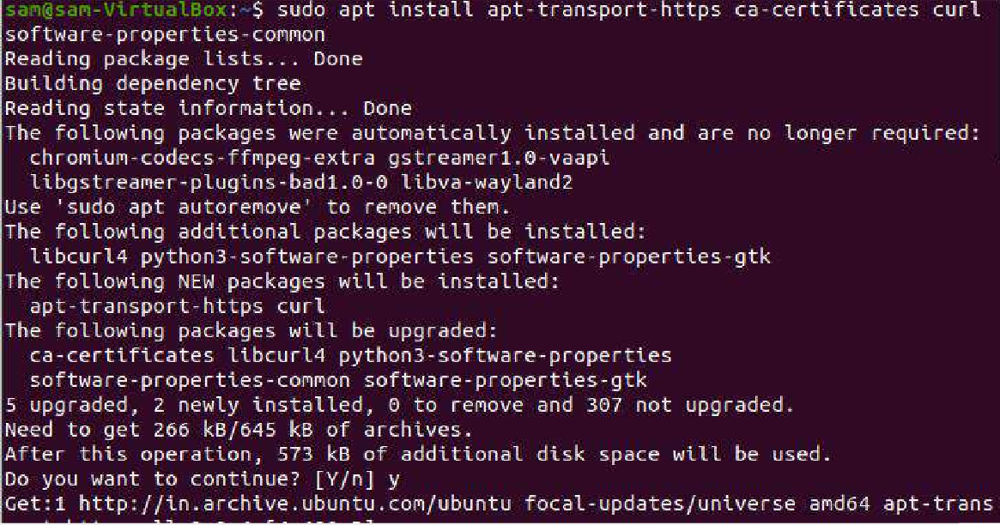 sam@sam-VirtualBox:~$ sudo apt install apt-transport-https ca-certificates curl
software-properties-common
Reading package lists... Done
Building dependency tree
Reading state information... Done
The following packages were automatically installed and are no longer required:
  chromium-codecs-ffmpeg-extra gstreamer1.0-vaapi
  libgstreamer-plugins-bad1.0-0 libva-wayland2
Use 'sudo apt autoremove' to remove them.
The following additional packages will be installed:
  libcurl4 python3-software-properties software-properties-gtk
The following NEW packages will be installed:
  apt-transport-https curl
The following packages will be upgraded:
  ca-certificates libcurl4 python3-software-properties
  software-properties-common software-properties-gtk
5 upgraded, 2 newly installed, 0 to remove and 307 not upgraded.
Need to get 266 kB/645 kB of archives.
After this operation, 573 kB of additional disk space will be used.
Do you want to continue? [Y/n] y
Get:1 http://in.archive.ubuntu.com/ubuntu focal-updates/universe amd64 apt-trans